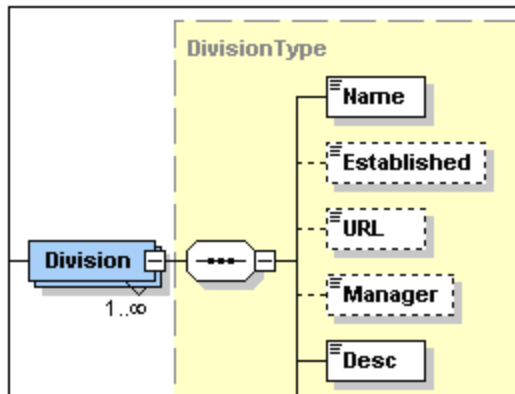 DivisionType
Name
Established
URL
Division
1..∞
Manager
Desc